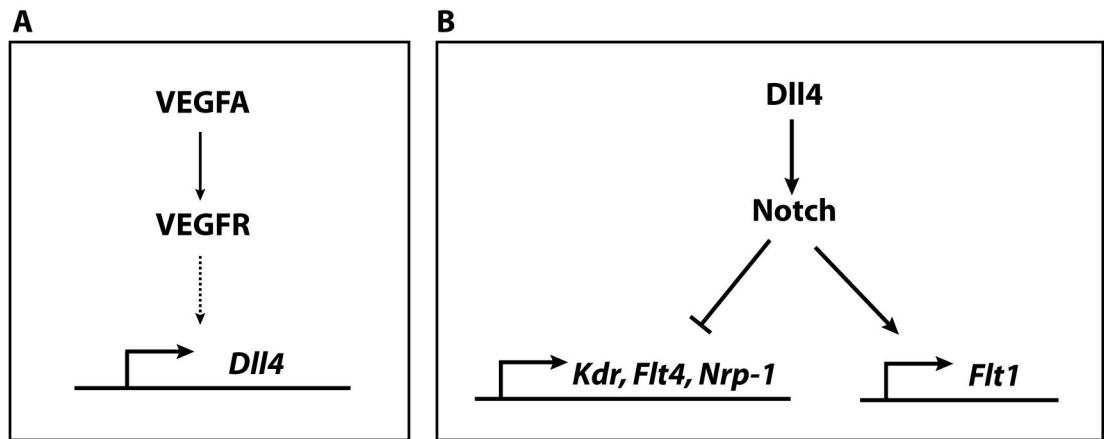 A
VEGFA
VEGFR
Dll4
B
Dll4
Notch
Kdr, Flt4, Nrp-1
Flt1